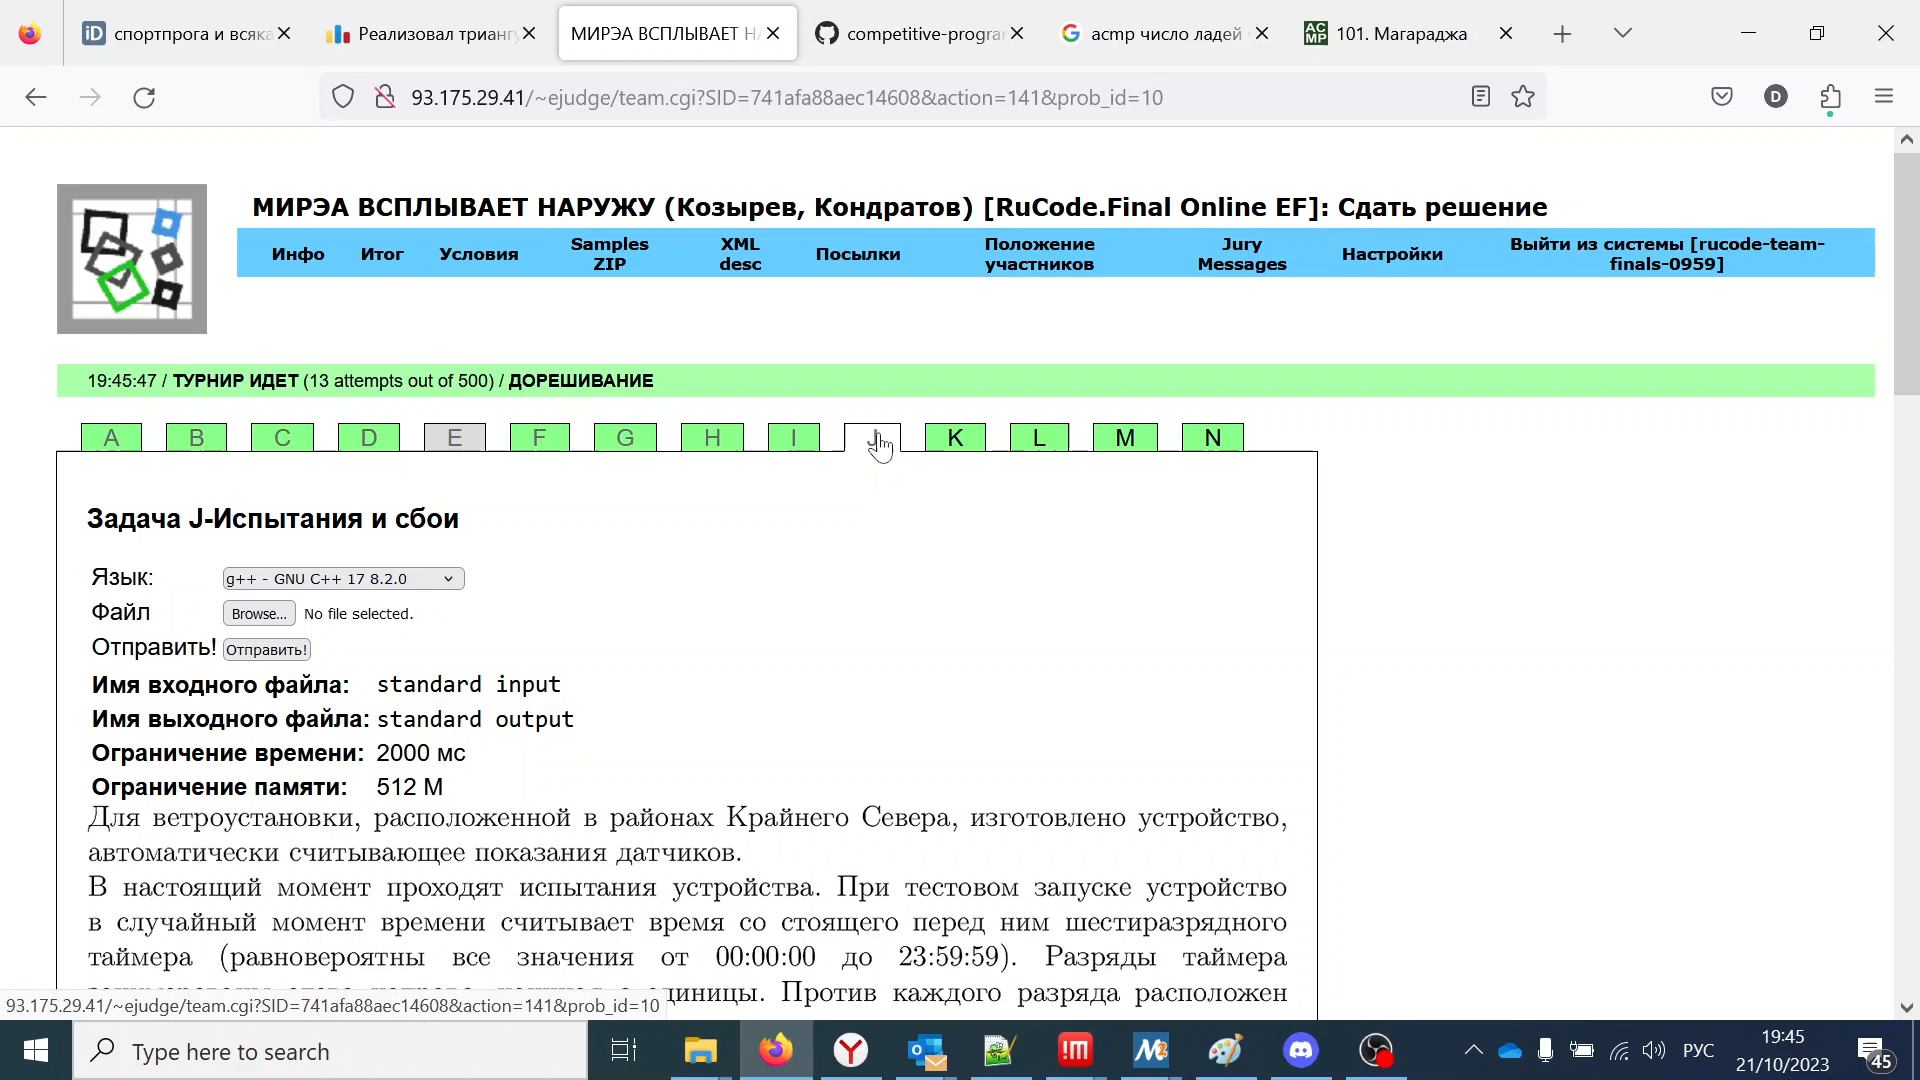 спортпрога и всяка
Реализовал триангу
МИРЭА ВСПЛЫВАЕТ Н
competitive-progra
acmp число ладей
AC MP 101. Магараджа
93.175.29.41/~ejudge/team.cgi?SID=741afa88aec14608&action=141&prob_id=10
D
МИРЭА ВСПЛЫВАЕТ НАРУЖУ (Козырев, Кондратов) [RuCode.Final Online EF]: Сдать решение
Инфо
Итог
Условия
Samples
ZIP
XML
desc
Посылки
Положение
участников
Jury
Messages
Настройки
Выйти из системы [rucode-team-
finals-0959]
19:45:47 / ТУРНИР ИДЕТ (13 attempts out of 500) / ДОРЕШИВАНИЕ
A B C D E F G H I J K L M N
Задача J-Испытания и сбои
Язык: g++ - GNU C++ 17 8.2.0
Файл Browse... No file selected.
Отправить! Отправить!
Имя входного файла: standard input
Имя выходного файла: standard output
Ограничение времени: 2000 мс
Ограничение памяти: 512 M
Для ветроустановки, расположенной в районах Крайнего Севера, изготовлено устройство,
автоматически считывающее показания датчиков.
В настоящий момент проходят испытания устройства. При тестовом запуске устройство
в случайный момент времени считывает время со стоящего перед ним шестиразрядного
таймера (равновероятны все значения от 00:00:00 до 23:59:59). Разряды таймера
единицы. Против каждого разряда расположен
93.175.29.41/~ejudge/team.cgi?SID=741afa88aec14608&action=141&prob_id=10
Type here to search
РУС
19:45
21/10/2023
45